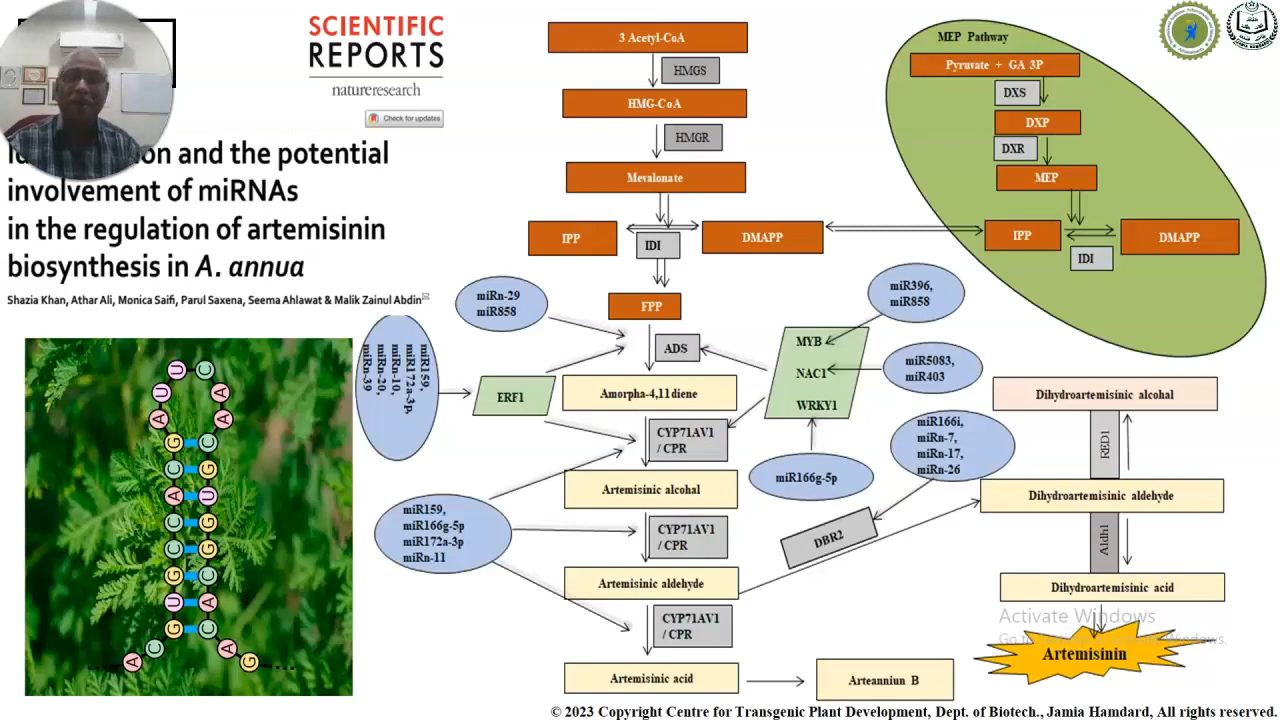 SCIENTIFIC
REPORTS
natureresearch
Check for updates
on and the potential
involvement of miRNAs
in the regulation of artemisinin
biosynthesis in A. annua
Shazia Khan, Athar Ali, Monica Saifi, Parul Saxena, Seema Ahlawat & Malik Zainul Abdin
U C
U A
A A
G C
C G
A U
C G
C G
G C
U A
G C
C A
A G
3 Acetyl-CoA
HMGS
HMG-CoA
HMGR
Mevalonate
IPP
IDI
DMAPP
FPP
ADS
Amorpha-4,11diene
CYP71AV1
/ CPR
Artemisinic alcohol
CYP71AV1
/ CPR
Artemisinic aldehyde
CYP71AV1
/ CPR
Artemisinic acid
Arteanniun B
miRn-29
miR858
miR159,
miR172a-3p,
miRn-10,
miRn-20,
miRn-39
ERF1
miR159,
miR166g-5p
miR172a-3p
miRn-11
miR396,
miR858
MYB
NAC1
WRKY1
miR5083,
miR403
miR166g-5p
miR166i,
miRn-7,
miRn-17,
miRn-26
DBR2
MEP Pathway
Pyruvate + GA 3P
DXS
DXP
DXR
MEP
IPP
IDI
DMAPP
Dihydroartemisinic alcohal
RED1
Dihydroartemisinic aldehyde
Aldh1
Dihydroartemisinic acid
Activate Windows
Artemisinin
© 2023 Copyright Centre for Transgenic Plant Development, Dept. of Biotech., Jamia Hamdard, All rights reserved.